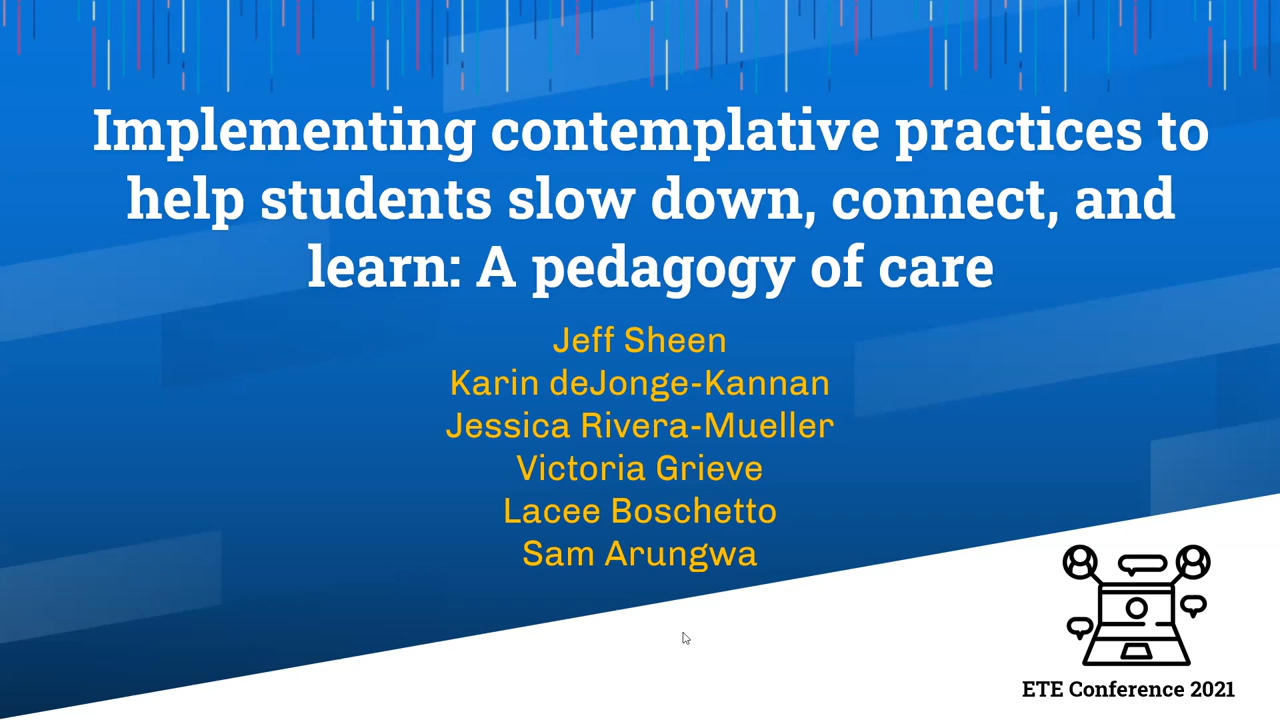 Implementing contemplative practices to
help students slow down, connect, and
learn: A pedagogy of care
Jeff Sheen
Karin deJonge-Kannan
Jessica Rivera-Mueller
Victoria Grieve
Lacee Boschetto
Sam Arungwa
ETE Conference 2021